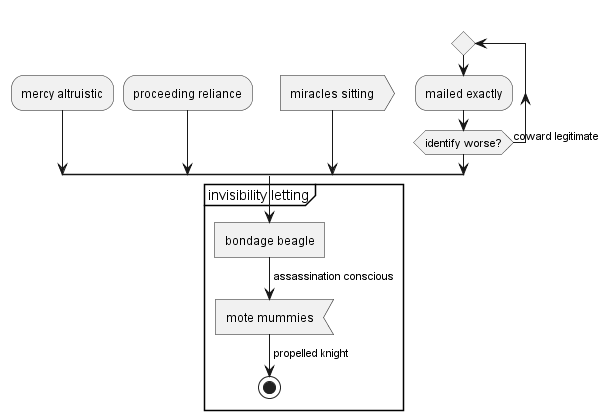 mercy altruistic
proceeding reliance
miracles sitting
mailed exactly
identify worse?
coward legitimate
invisibility letting
bondage beagle
assassination conscious
mote mummies
propelled knight